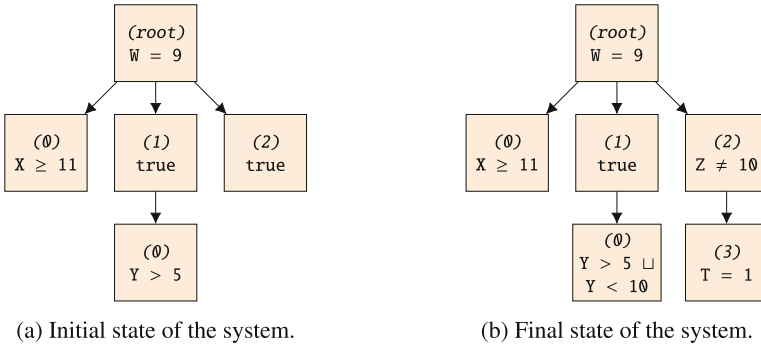 (root)
W = 9
(0)
X ≥ 11
(1)
true
(2)
true
(0)
Y > 5
(a) Initial state of the system.
(root)
W = 9
(0)
X ≥ 11
(1)
true
(2)
Z ≠ 10
(0)
Y > 5 ⊔
Y < 10
(3)
T = 1
(b) Final state of the system.